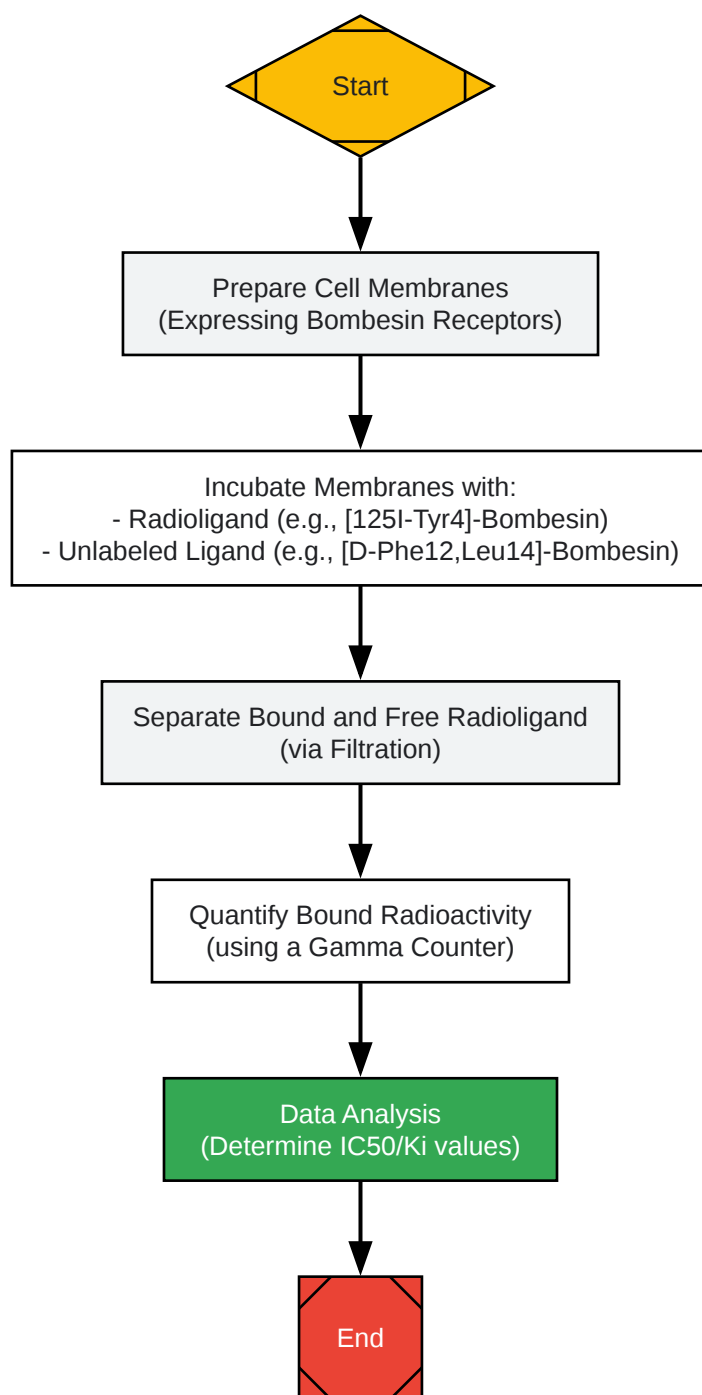 Start
Prepare Cell Membranes
(Expressing Bombesin Receptors)
Incubate Membranes with:
- Radioligand (e.g., [125I-Tyr4]-Bombesin)
- Unlabeled Ligand (e.g., [D-Phe12,Leu14]-Bombesin)
Separate Bound and Free Radioligand
(via Filtration)
Quantify Bound Radioactivity
(using a Gamma Counter)
Data Analysis
(Determine IC50/Ki values)
End